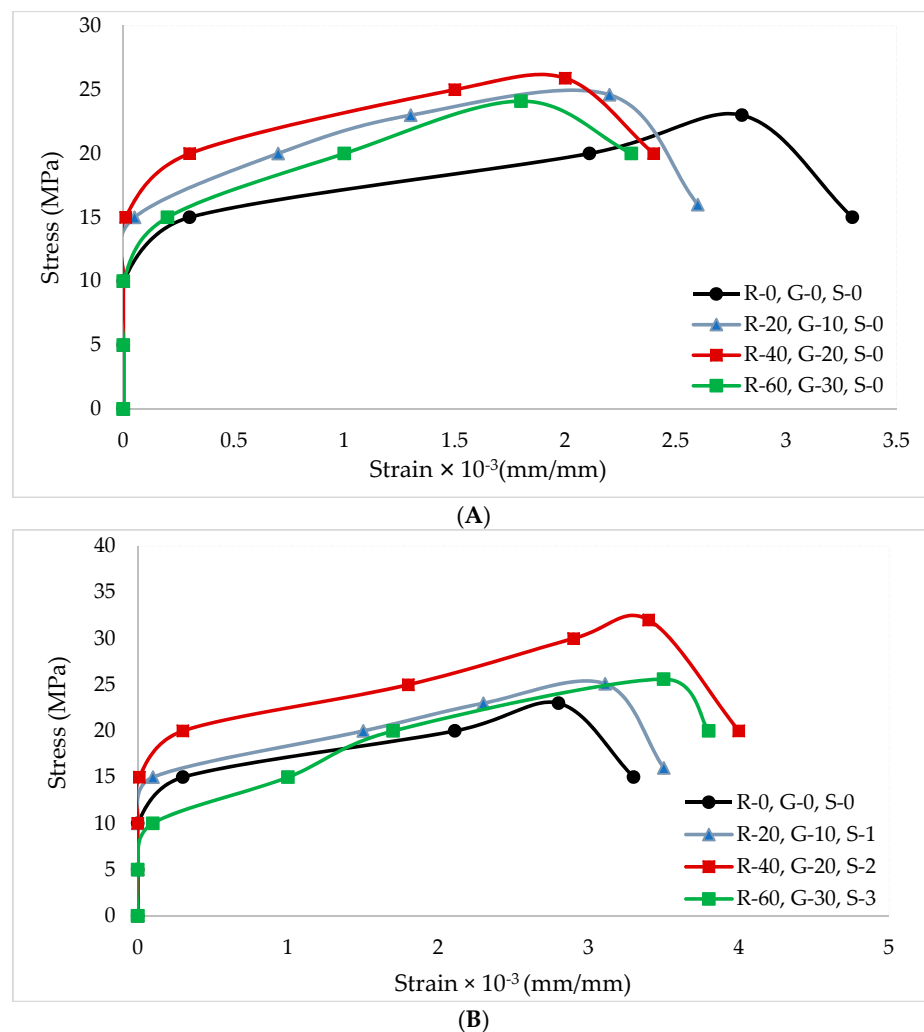 30
25
20
15
10
5
0
Stress (MPa)
0 0.5 1 1.5 2 2.5 3 3.5
Strain × 10⁻³(mm/mm)
R-0, G-0, S-0
R-20, G-10, S-0
R-40, G-20, S-0
R-60, G-30, S-0
(A)
40
35
30
25
20
15
10
5
0
Stress (MPa)
0 1 2 3 4 5
Strain × 10⁻³ (mm/mm)
R-0, G-0, S-0
R-20, G-10, S-1
R-40, G-20, S-2
R-60, G-30, S-3
(B)